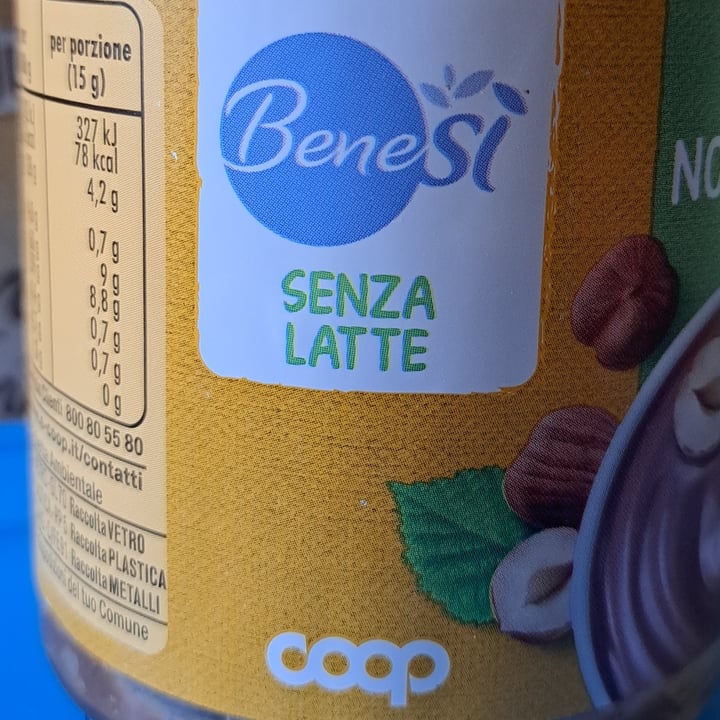 per porzione
(15 g)
327 kJ
78 kcal
4,2 g
0,7 g
9 g
8,8 g
0,7 g
0,7 g
0 g
800 80 55 80
coop.it/contatti
Ambientale
Raccolta VETRO
Raccolta PLASTICA
Raccolta METALLI
del tuo Comune
BeneSì
SENZA
LATTE
NO
coop